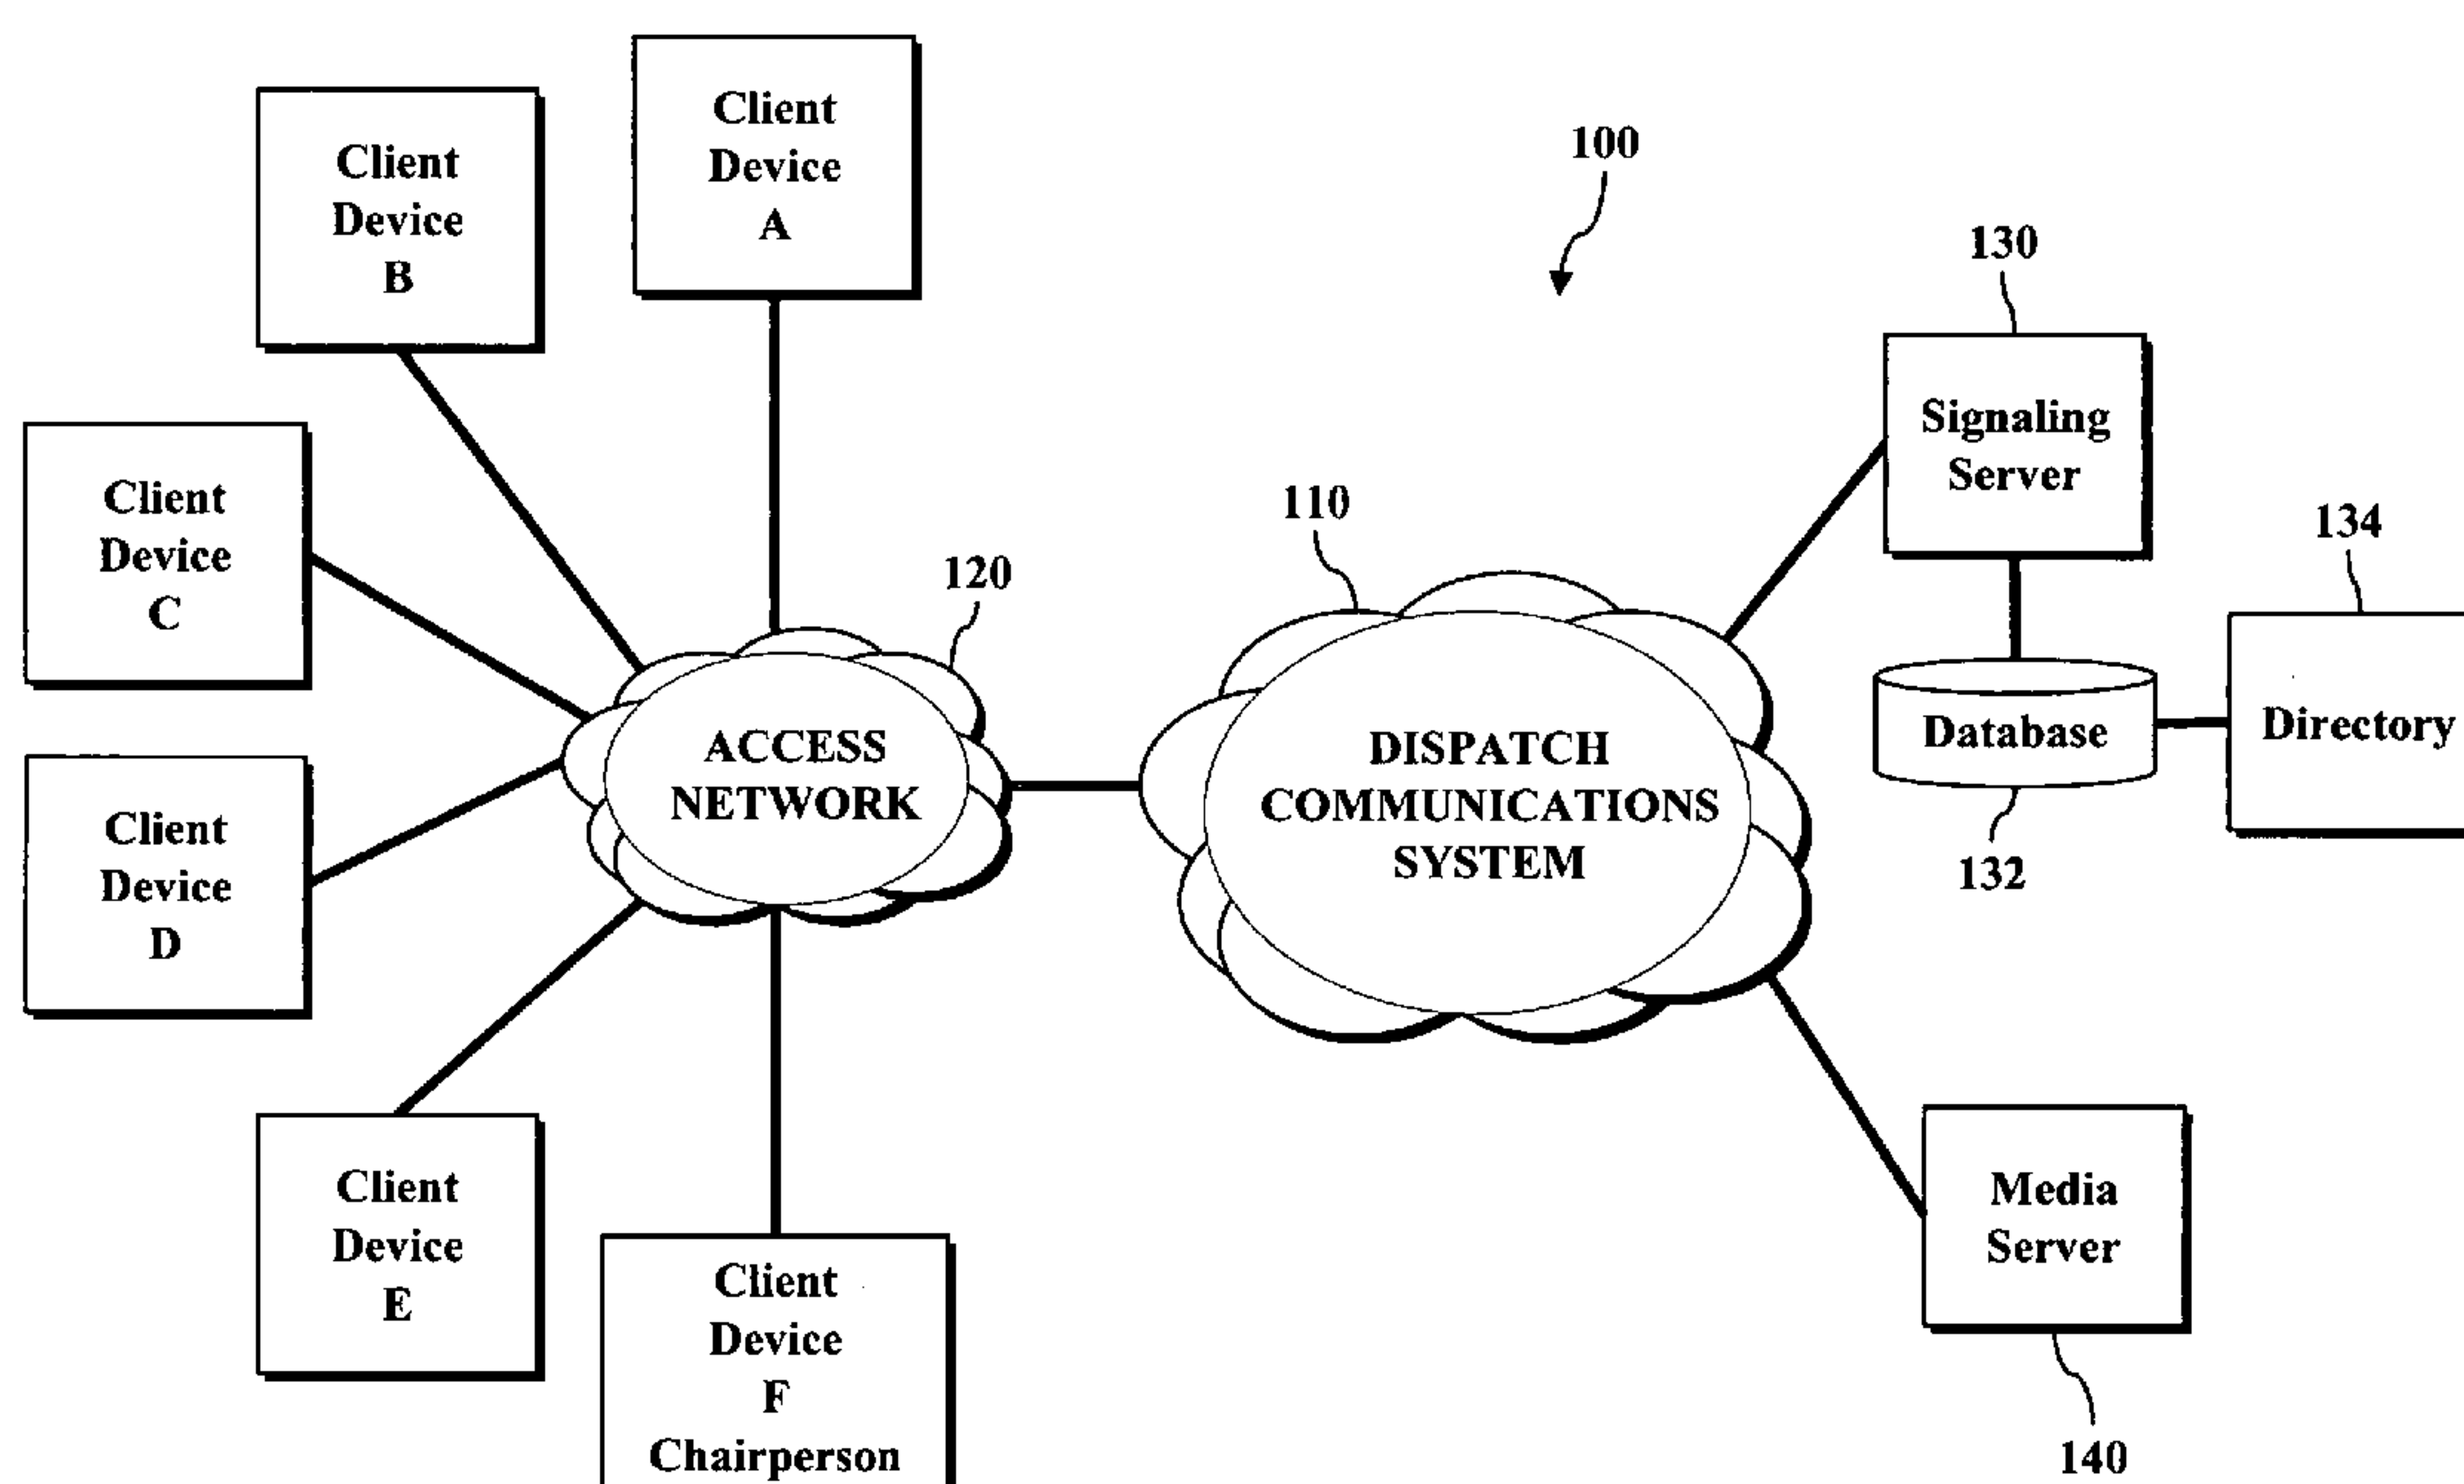 Client
Device
A
Client
Device
B
100
130
Signaling
Server
Client
Device
C
110
134
120
Directory
ACCESS
NETWORK
DISPATCH
COMMUNICATIONS
SYSTEM
Database
132
Client
Device
D
Client
Device
E
Media
Server
Client
Device
F
Chairperson
140